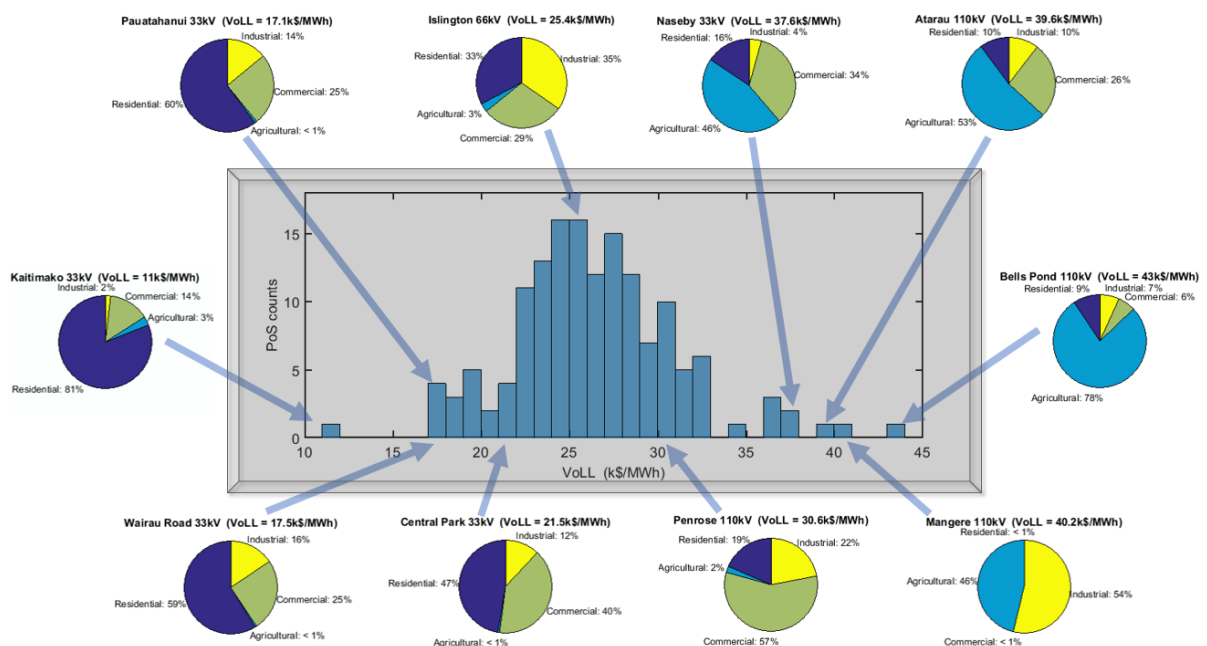 Pauatahanui 33kV (VoLL = 17.1k$/MWh)
Industrial: 14%
Commercial: 25%
Residential: 60%
Agricultural: < 1%
Islington 66kV (VoLL = 25.4k$/MWh)
Residential: 33%
Industrial: 35%
Agricultural: 3%
Commercial: 29%
Naseby 33kV (VoLL = 37.6k$/MWh)
Residential: 16%
Industrial: 4%
Commercial: 34%
Agricultural: 46%
Atarau 110kV (VoLL = 39.6k$/MWh)
Residential: 10%
Industrial: 10%
Commercial: 26%
Agricultural: 53%
Kaitimako 33kV (VoLL = 11k$/MWh)
Industrial: 2%
Commercial: 14%
Agricultural: 3%
Residential: 81%
PoS counts
15
10
5
0
10
15
20
25
30
35
40
45
VoLL (k$/MWh)
Bells Pond 110kV (VoLL = 43k$/MWh)
Residential: 9%
Industrial: 7%
Commercial: 6%
Agricultural: 78%
Wairau Road 33kV (VoLL = 17.5k$/MWh)
Industrial: 16%
Residential: 59%
Commercial: 25%
Agricultural: < 1%
Central Park 33kV (VoLL = 21.5k$/MWh)
Industrial: 12%
Residential: 47%
Commercial: 40%
Agricultural: < 1%
Penrose 110kV (VoLL = 30.6k$/MWh)
Residential: 19%
Industrial: 22%
Agricultural: 2%
Commercial: 57%
Mangere 110kV (VoLL = 40.2k$/MWh)
Residential: < 1%
Agricultural: 46%
Industrial: 54%
Commercial: < 1%